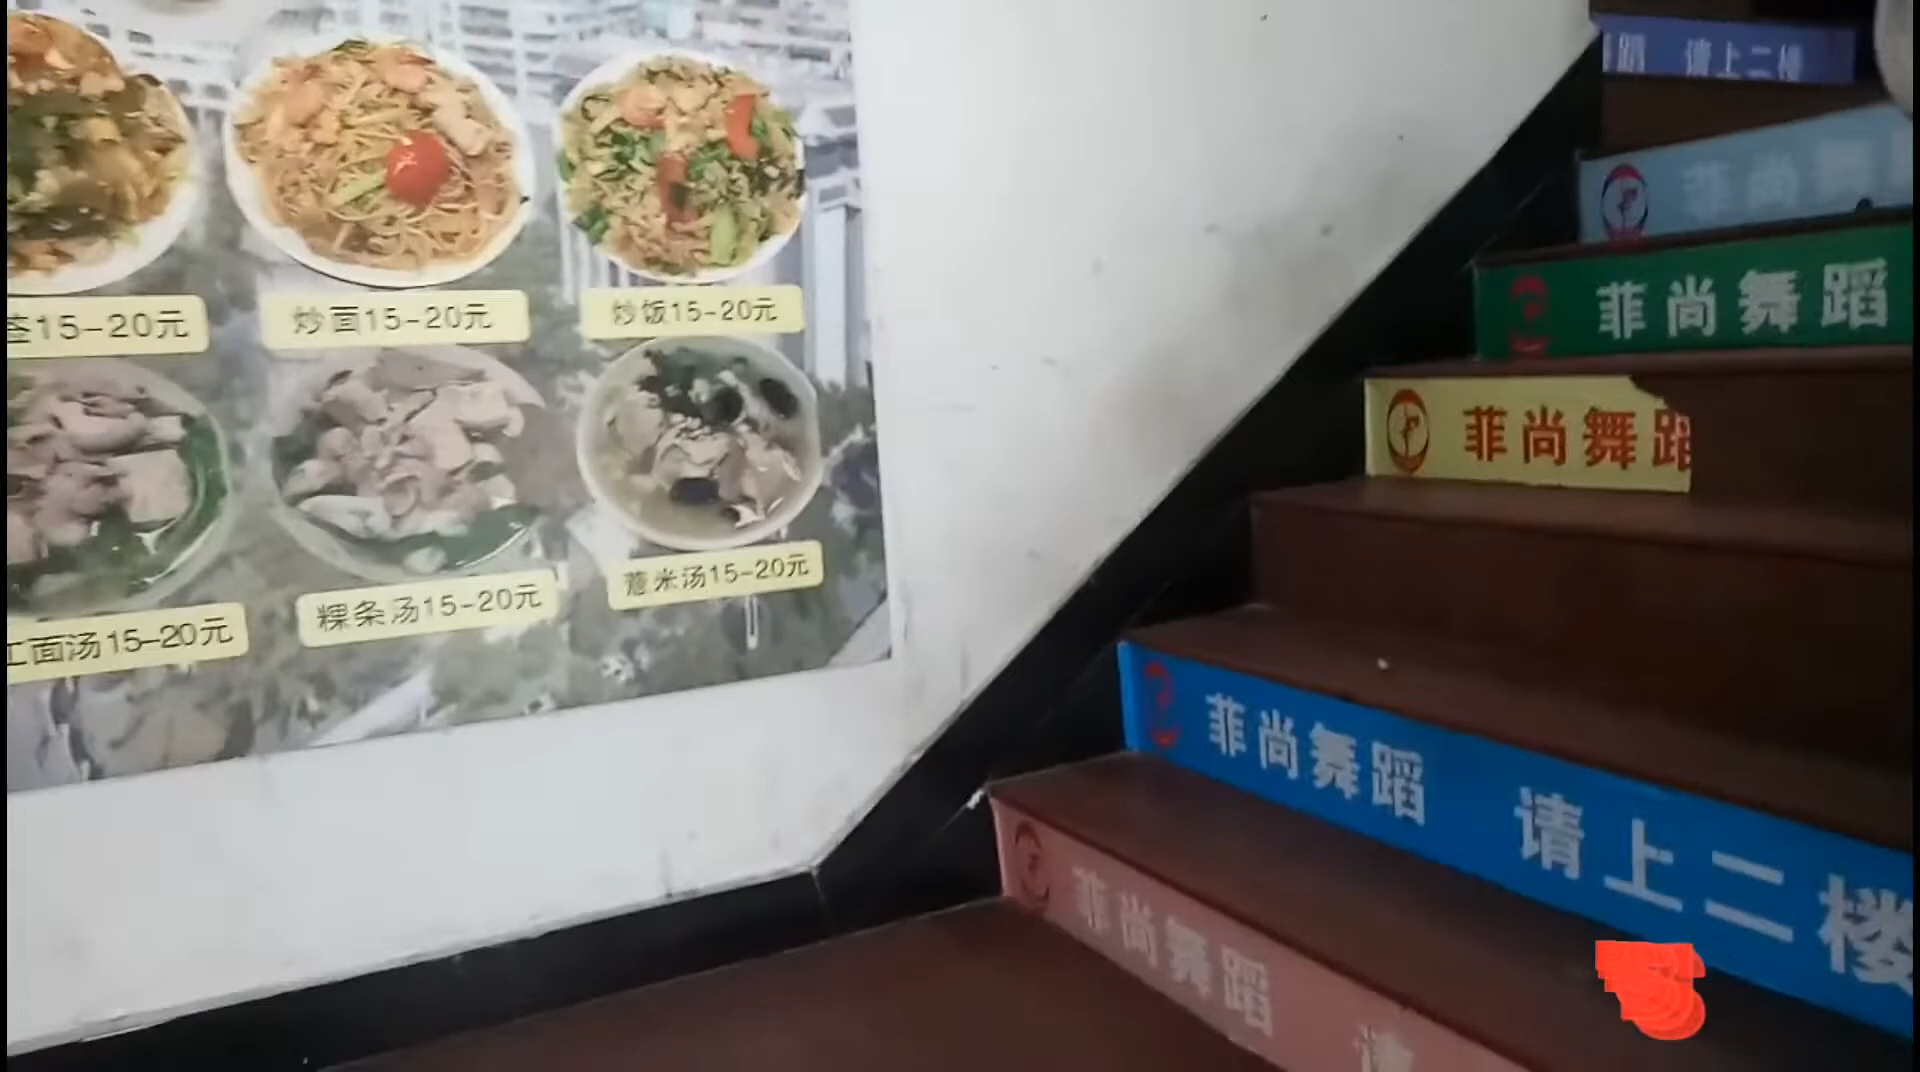 签15-20元
炒面15-20元
炒饭15-20元
工面汤15-20元
粿条汤15-20元
薏米汤15-20元
蹈 请上二楼
菲尚舞
菲尚舞蹈
菲尚舞蹈
菲尚舞蹈 请上二楼
菲尚舞蹈 请